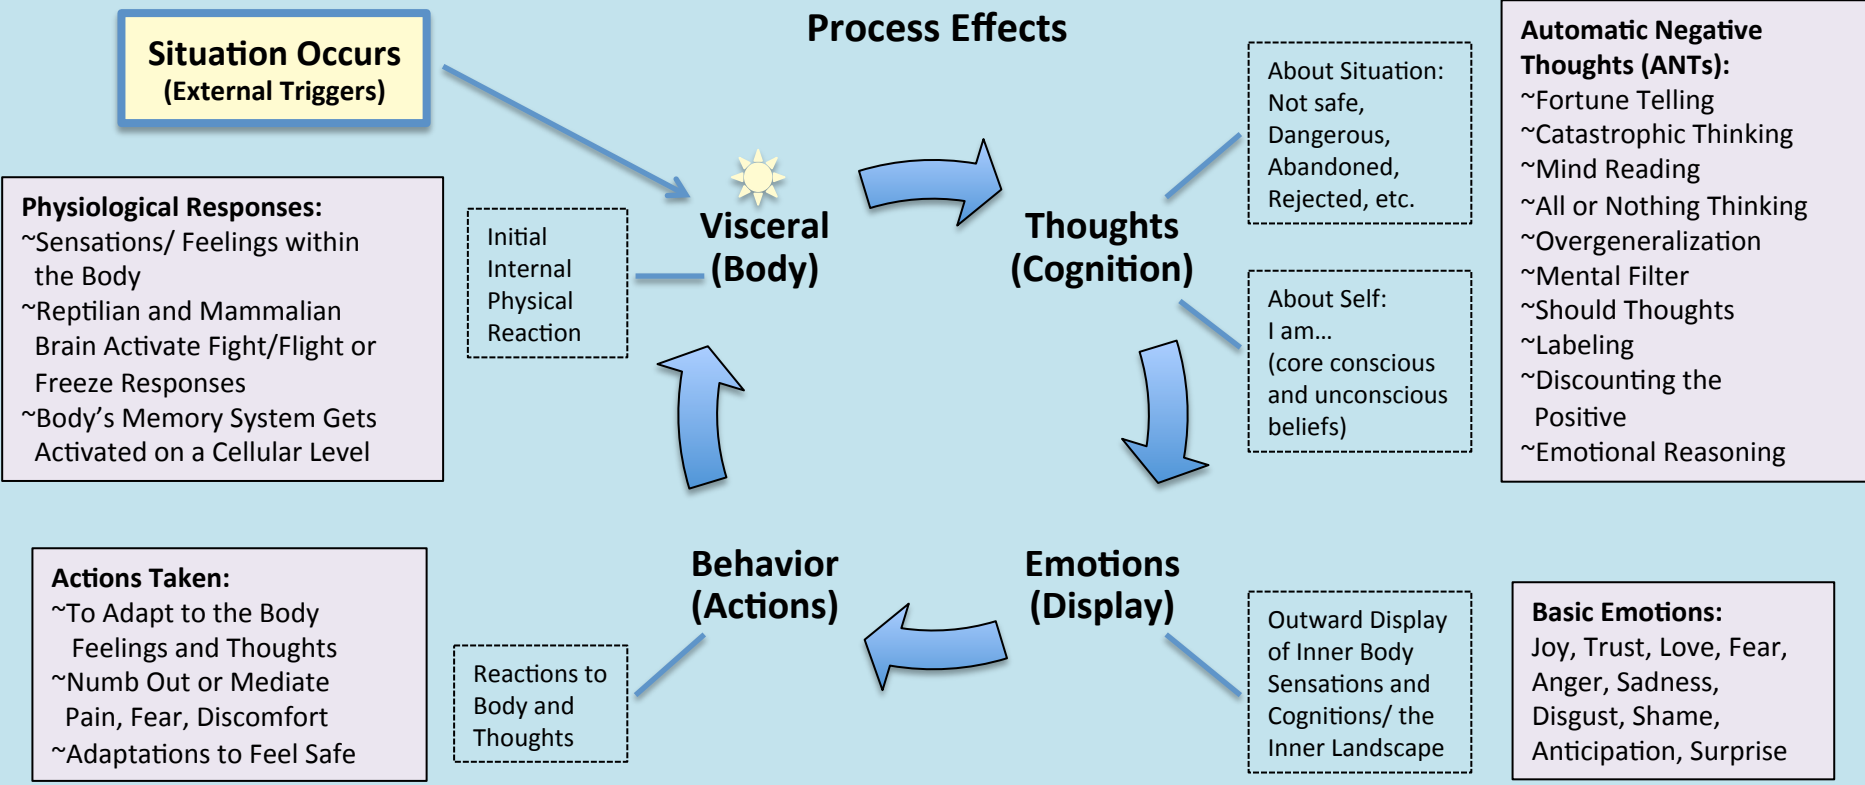 Process Effects
Situation Occurs
(External Triggers)
Physiological Responses:
~Sensations/ Feelings within
the Body
~Reptilian and Mammalian
Brain Activate Fight/Flight or
Freeze Responses
~Body's Memory System Gets
Activated on a Cellular Level
Initial
Internal
Physical
Reaction
Visceral
(Body)
Thoughts
(Cognition)
About Situation:
Not safe,
Dangerous,
Abandoned,
Rejected, etc.
About Self:
I am…
(core conscious
and unconscious
beliefs)
Automatic Negative
Thoughts (ANTs):
~Fortune Telling
~Catastrophic Thinking
~Mind Reading
~All or Nothing Thinking
~Overgeneralization
~Mental Filter
~Should Thoughts
~Labeling
~Discounting the
Positive
~Emotional Reasoning
Actions Taken:
~To Adapt to the Body
Feelings and Thoughts
~Numb Out or Mediate
Pain, Fear, Discomfort
~Adaptations to Feel Safe
Reactions to
Body and
Thoughts
Behavior
(Actions)
Emotions
(Display)
Outward Display
of Inner Body
Sensations and
Cognitions/ the
Inner Landscape
Basic Emotions:
Joy, Trust, Love, Fear,
Anger, Sadness,
Disgust, Shame,
Anticipation, Surprise